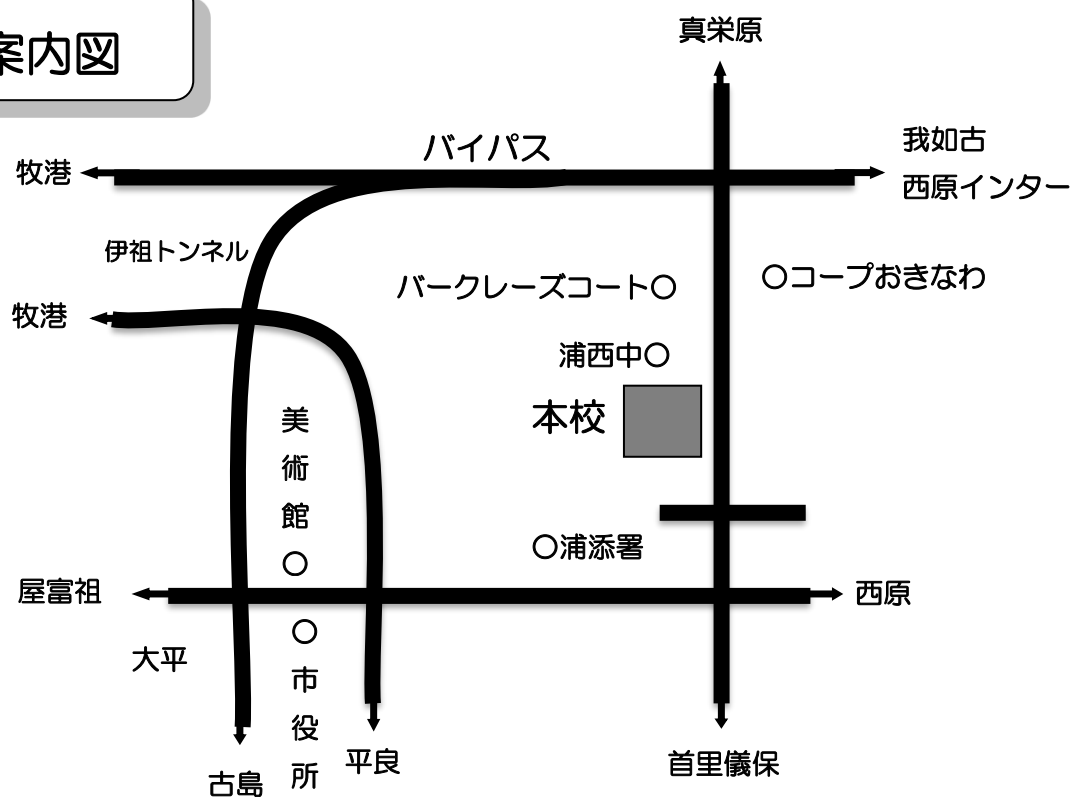 案内図
真栄原
バイパス
我如古
西原インター
牧港
伊祖トンネル
バークレーズコート○
○コープおきなわ
牧港
浦西中○
本校
美術館○
○浦添署
屋富祖
西原
○市役所
大平
平良
首里儀保
古島